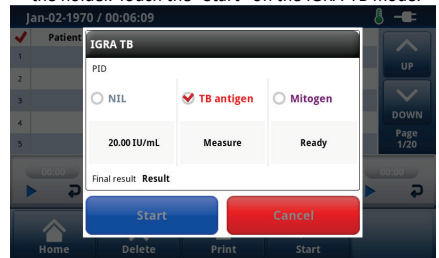 the holder. Touch the "Start" on the IGRA TB mode.
Jan-02-1970 / 00:06:09
Patient
IGRA TB
PID
NIL
TB antigen
Mitogen
20.00 IU/mL
Measure
Ready
Final result Result
Start
Cancel
1
2
3
4
5
UP
DOWN
Page
1/20
00:00
00:00
Home
Delete
Print
Start